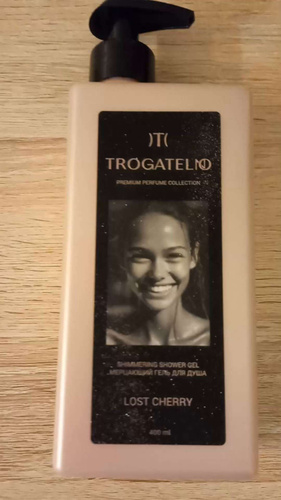 )T(
TROGATELNO
PREMIUM PERFUME COLLECTION
SHIMMERING SHOWER GEL
МЕРЦАЮЩИЙ ГЕЛЬ ДЛЯ ДУША
LOST CHERRY
400 ml